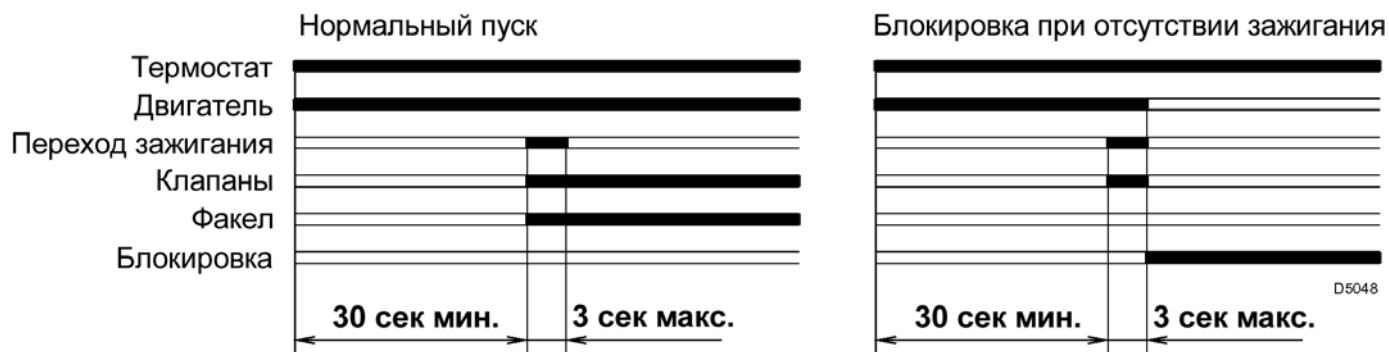 Нормальный пуск
Блокировка при отсутствии зажигания
Термостат
Двигатель
Переход зажигания
Клапаны
Факел
Блокировка
D5048
30 сек мин.
3 сек макс.
30 сек мин.
3 сек макс.